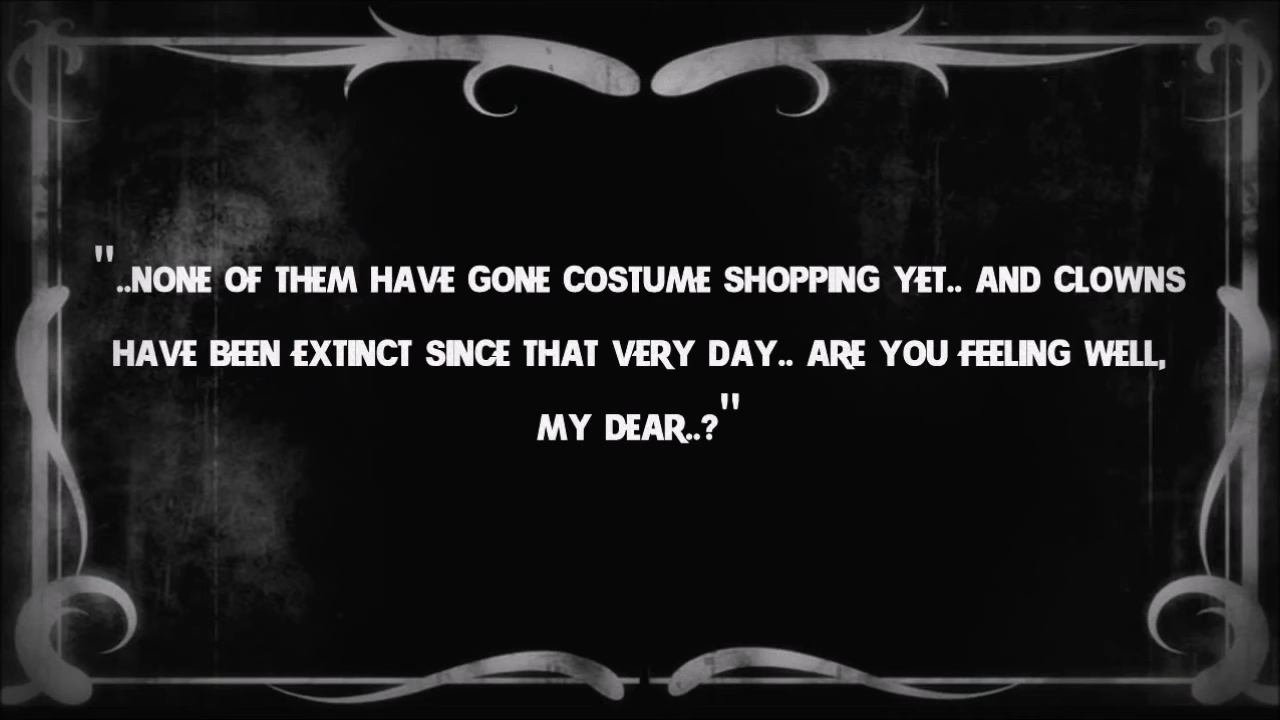 "..NONE OF THEM HAVE GONE COSTUME SHOPPING YET.. AND CLOWNS
HAVE BEEN EXTINCT SINCE THAT VERY DAY.. ARE YOU FEELING WELL,
MY DEAR..?"